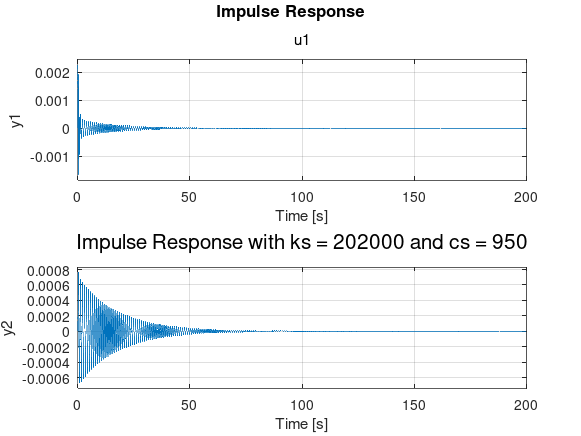 Impulse Response
u1
0.002
0.001
0
-0.001
y1
0 50 100 150 200
Time [s]
Impulse Response with ks = 202000 and cs = 950
0.0008
0.0006
0.0004
0.0002
0
-0.0002
-0.0004
-0.0006
y2
0 50 100 150 200
Time [s]